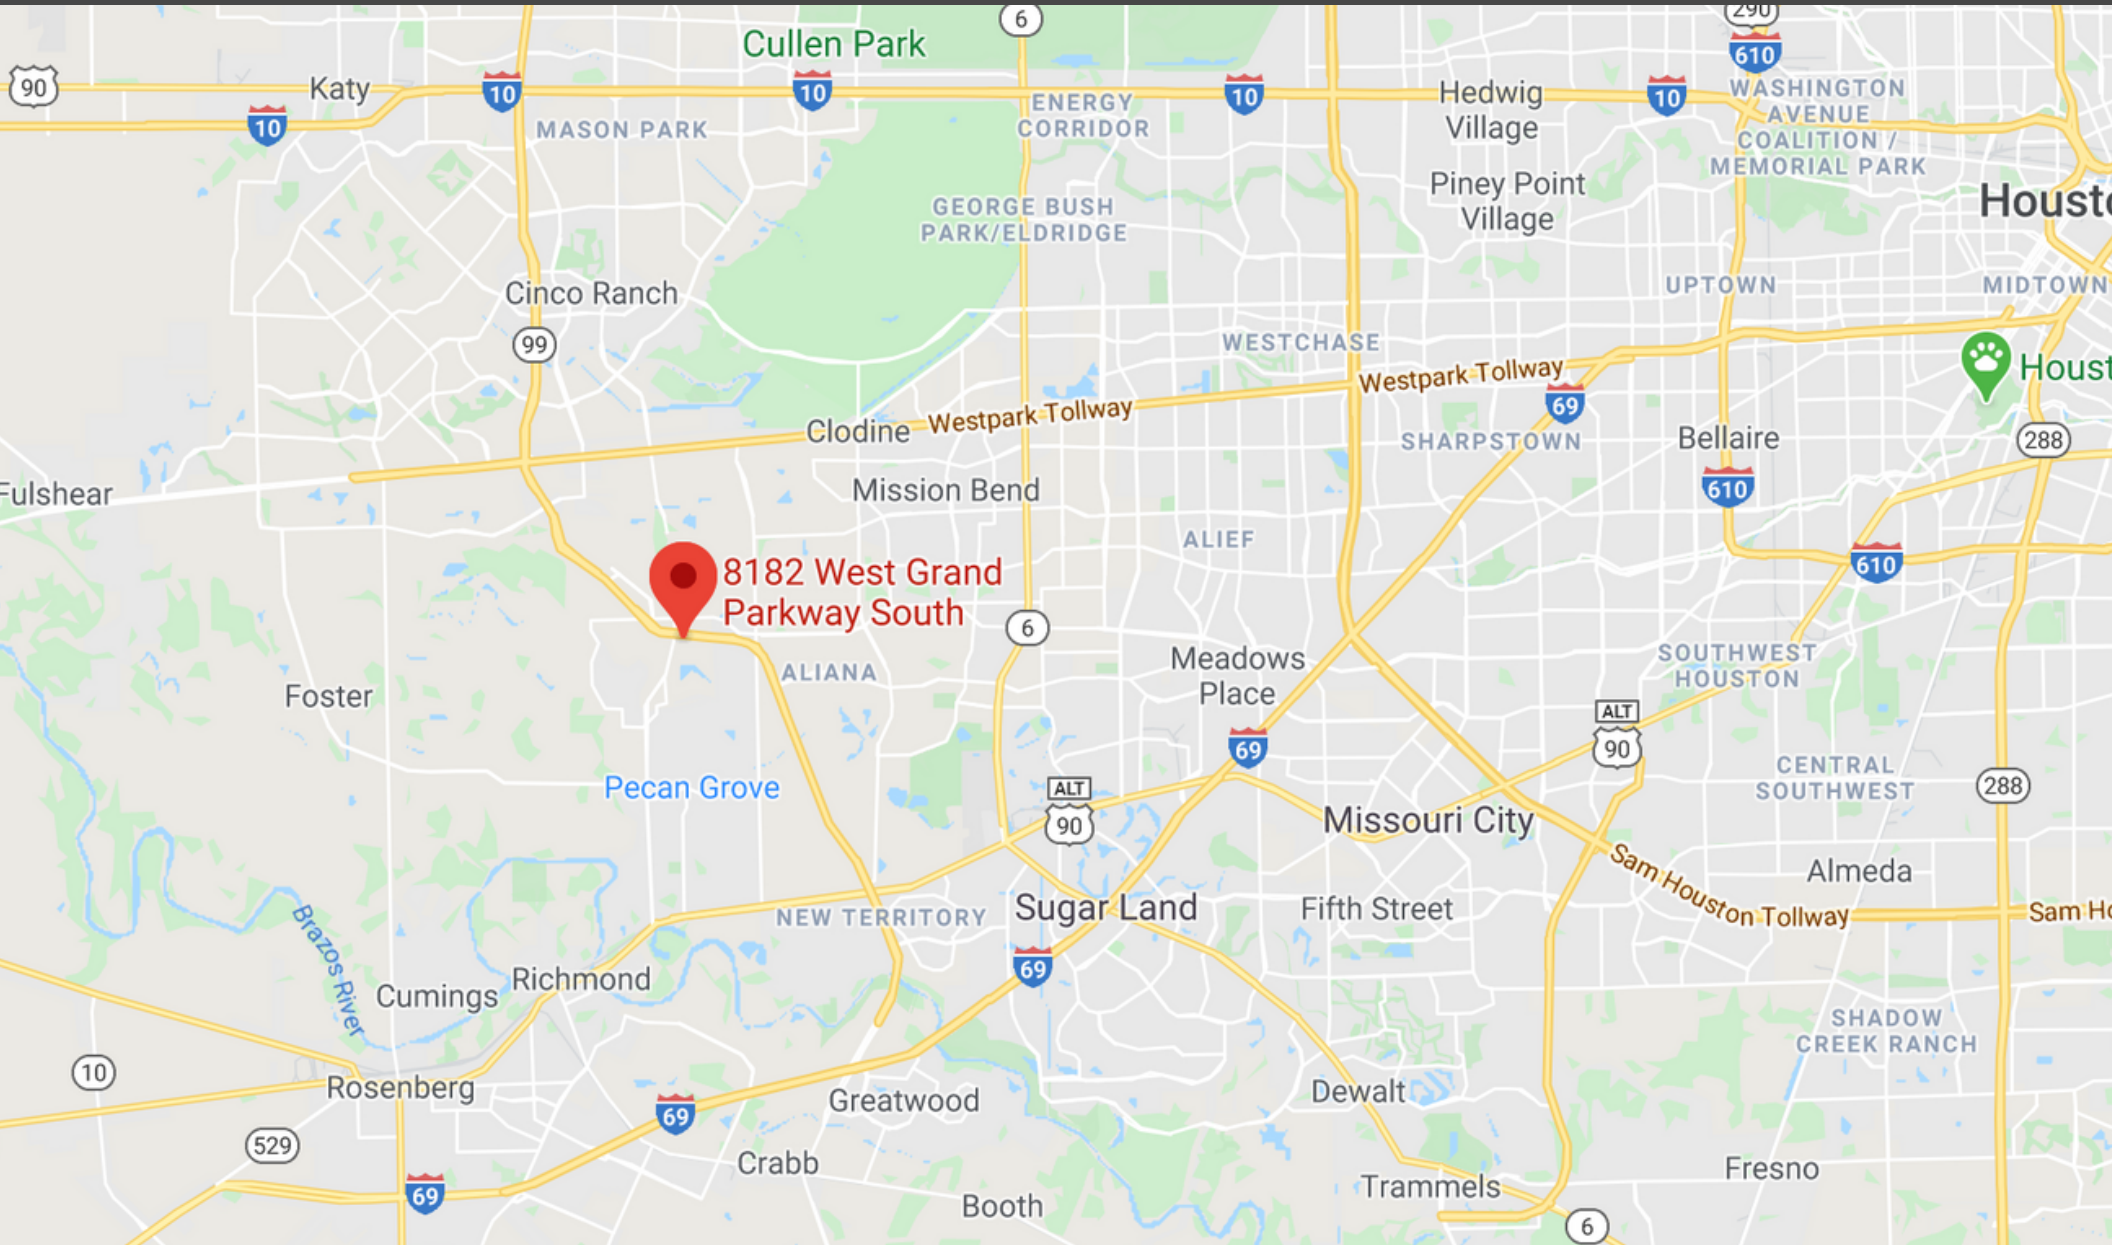 6
290
610
Cullen Park
90
Katy
10
10
10
10
10
Hedwig
Village
WASHINGTON
AVENUE
COALITION /
MEMORIAL PARK
ENERGY
CORRIDOR
MASON PARK
Piney Point
Village
GEORGE BUSH
PARK/ELDRIDGE
Housto
Cinco Ranch
UPTOWN
MIDTOWN
99
WESTCHASE
Westpark Tollway
Houst
69
Westpark Tollway
Clodine
SHARPSTOWN
Bellaire
288
Fulshear
Mission Bend
610
ALIEF
610
8182 West Grand
Parkway South
6
Meadows
Place
SOUTHWEST
HOUSTON
ALIANA
Foster
ALT
90
69
Pecan Grove
ALT
90
CENTRAL
SOUTHWEST
288
Missouri City
Almeda
Sam Houston Tollway
Sam Ho
NEW TERRITORY
Sugar Land
Fifth Street
Brazos River
69
Richmond
Cumings
SHADOW
CREEK RANCH
10
Rosenberg
Greatwood
Dewalt
69
529
Crabb
Fresno
69
Trammels
Booth
6